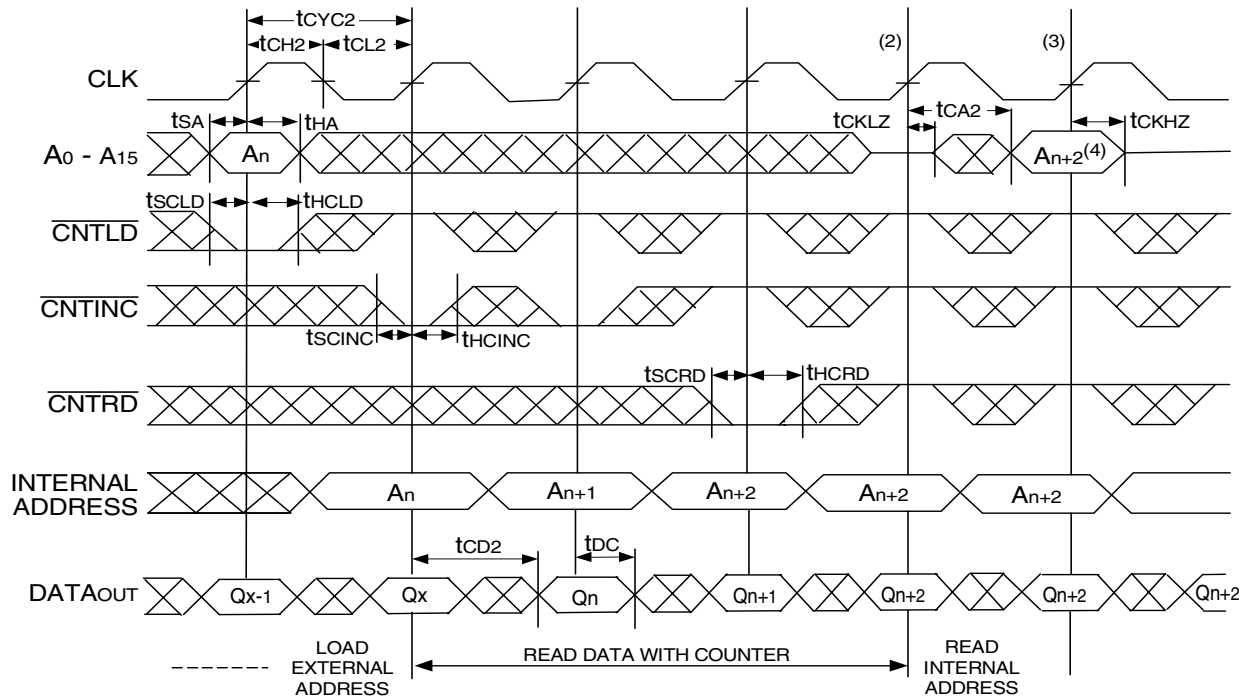 tCYC2
tCH2 tCL2
(2) (3)
CLK
tSA tHA tCKLZ tCA2 tCKHZ
A0 - A15 An An+2(4)
tSCLD tHCLD
CNTLD
CNTINC
tSCINC tHCINC
tSCRD tHCRD
CNTRD
INTERNAL
ADDRESS
An An+1 An+2 An+2 An+2
tCD2 tDC
DATAOUT Qx-1 Qx Qn Qn+1 Qn+2 Qn+2 Qn+2
LOAD
EXTERNAL
ADDRESS
READ DATA WITH COUNTER
READ
INTERNAL
ADDRESS